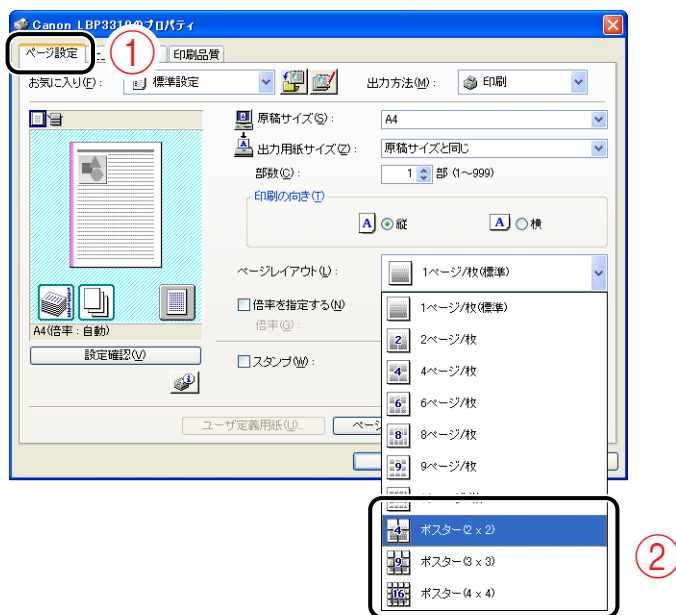 Canon LBP3310のプロパティ
ページ設定 印刷品質
①
お気に入り(F): 標準設定 出力方法(M): 印刷
原稿サイズ(S): A4
出力用紙サイズ(Z): 原稿サイズと同じ
部数(C): 1 部 (1~999)
印刷の向き(T)
A 縦 A 横
ページレイアウト(L): 1ページ/枚(標準)
倍率を指定する(N)
倍率(G):
A4(倍率:自動)
設定確認(V)
スタンプ(W):
ユーザ定義用紙(U)...
1ページ/枚(標準)
2 2ページ/枚
4 4ページ/枚
6 6ページ/枚
8 8ページ/枚
9 9ページ/枚
4 ポスター(2 x 2)
②
9 ポスター(3 x 3)
16 ポスター(4 x 4)